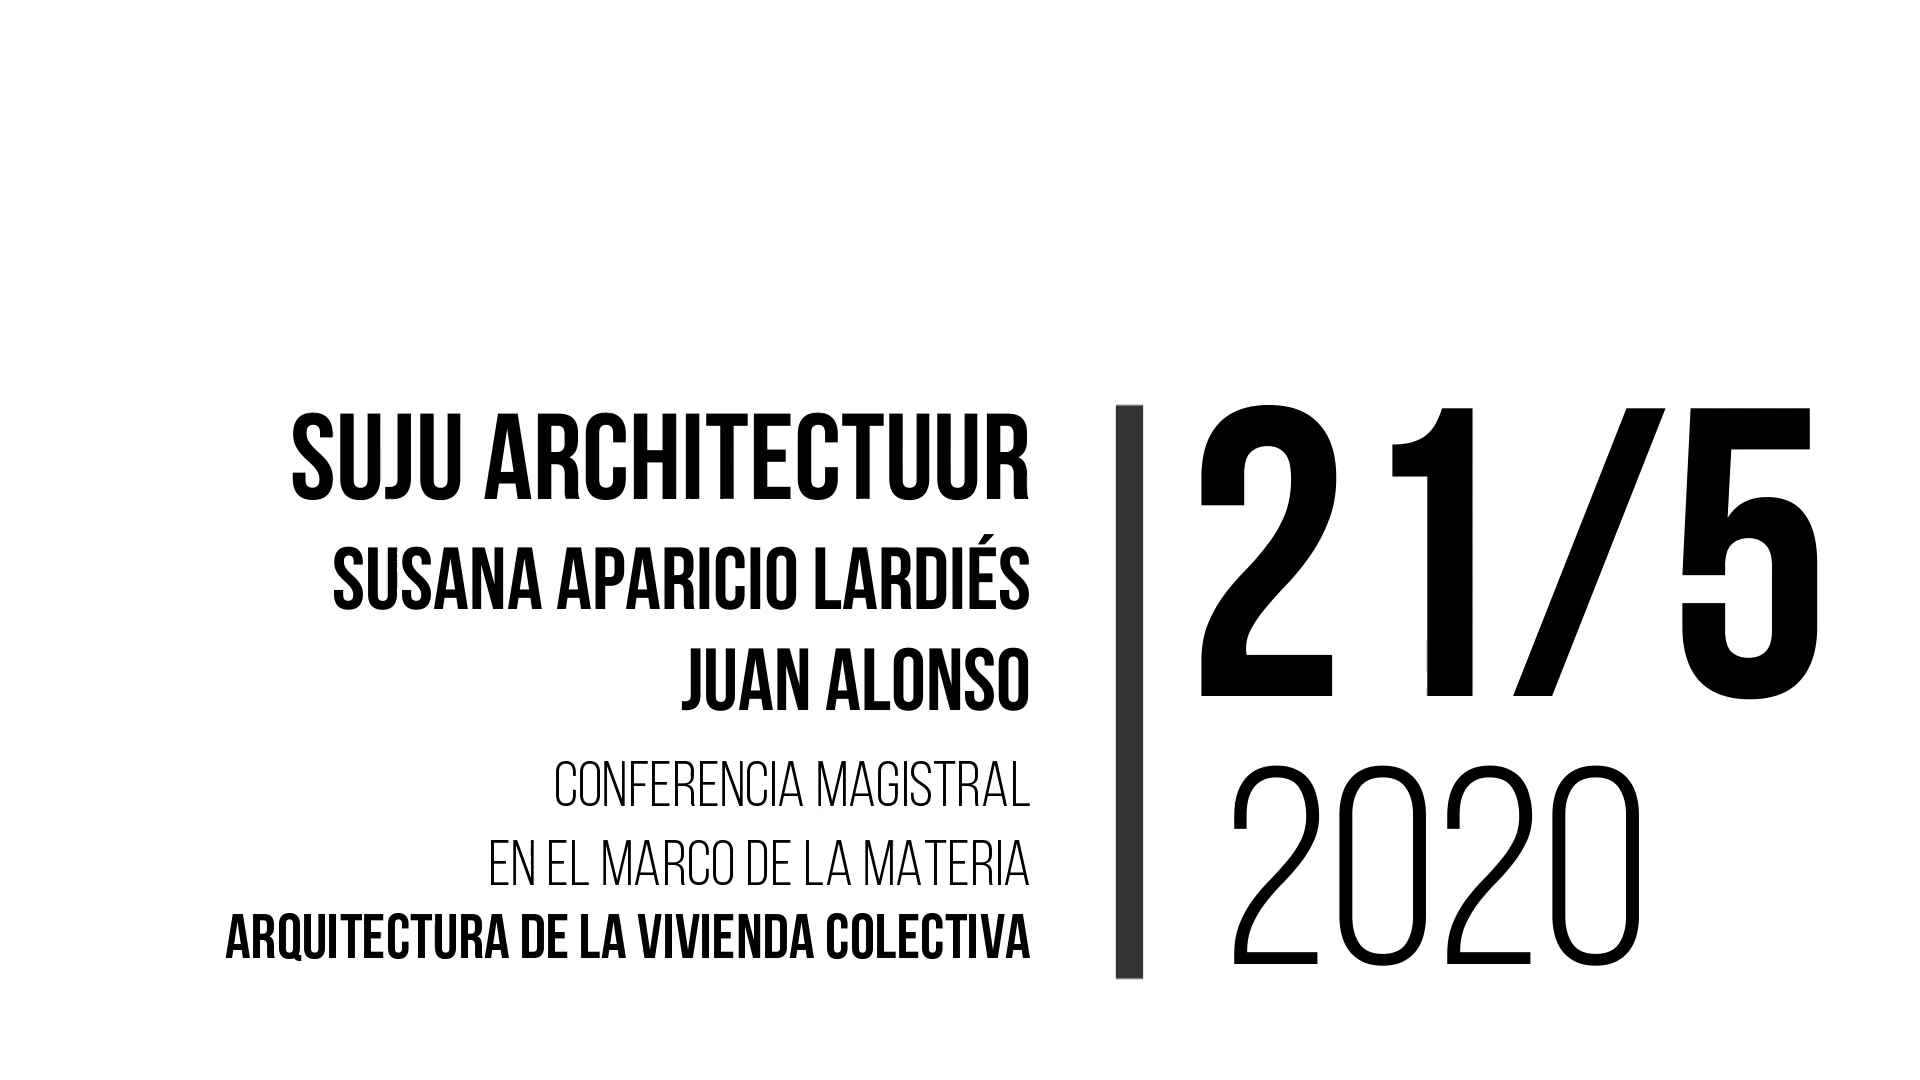 SUJU ARCHITECTUUR
SUSANA APARICIO LARDIÉS
JUAN ALONSO
CONFERENCIA MAGISTRAL
EN EL MARCO DE LA MATERIA
ARQUITECTURA DE LA VIVIENDA COLECTIVA
21/5
2020